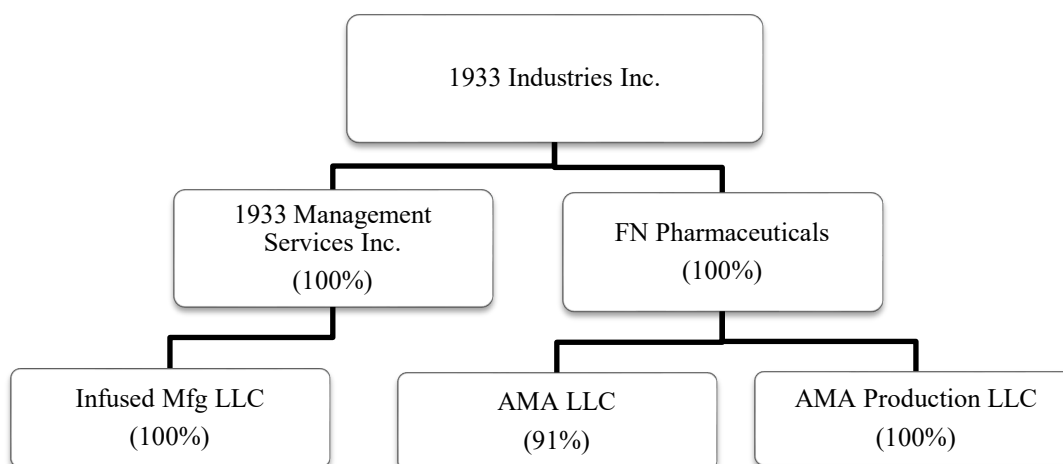 1933 Industries Inc.
1933 Management
Services Inc.
(100%)
FN Pharmaceuticals
(100%)
Infused Mfg LLC
(100%)
AMA LLC
(91%)
AMA Production LLC
(100%)